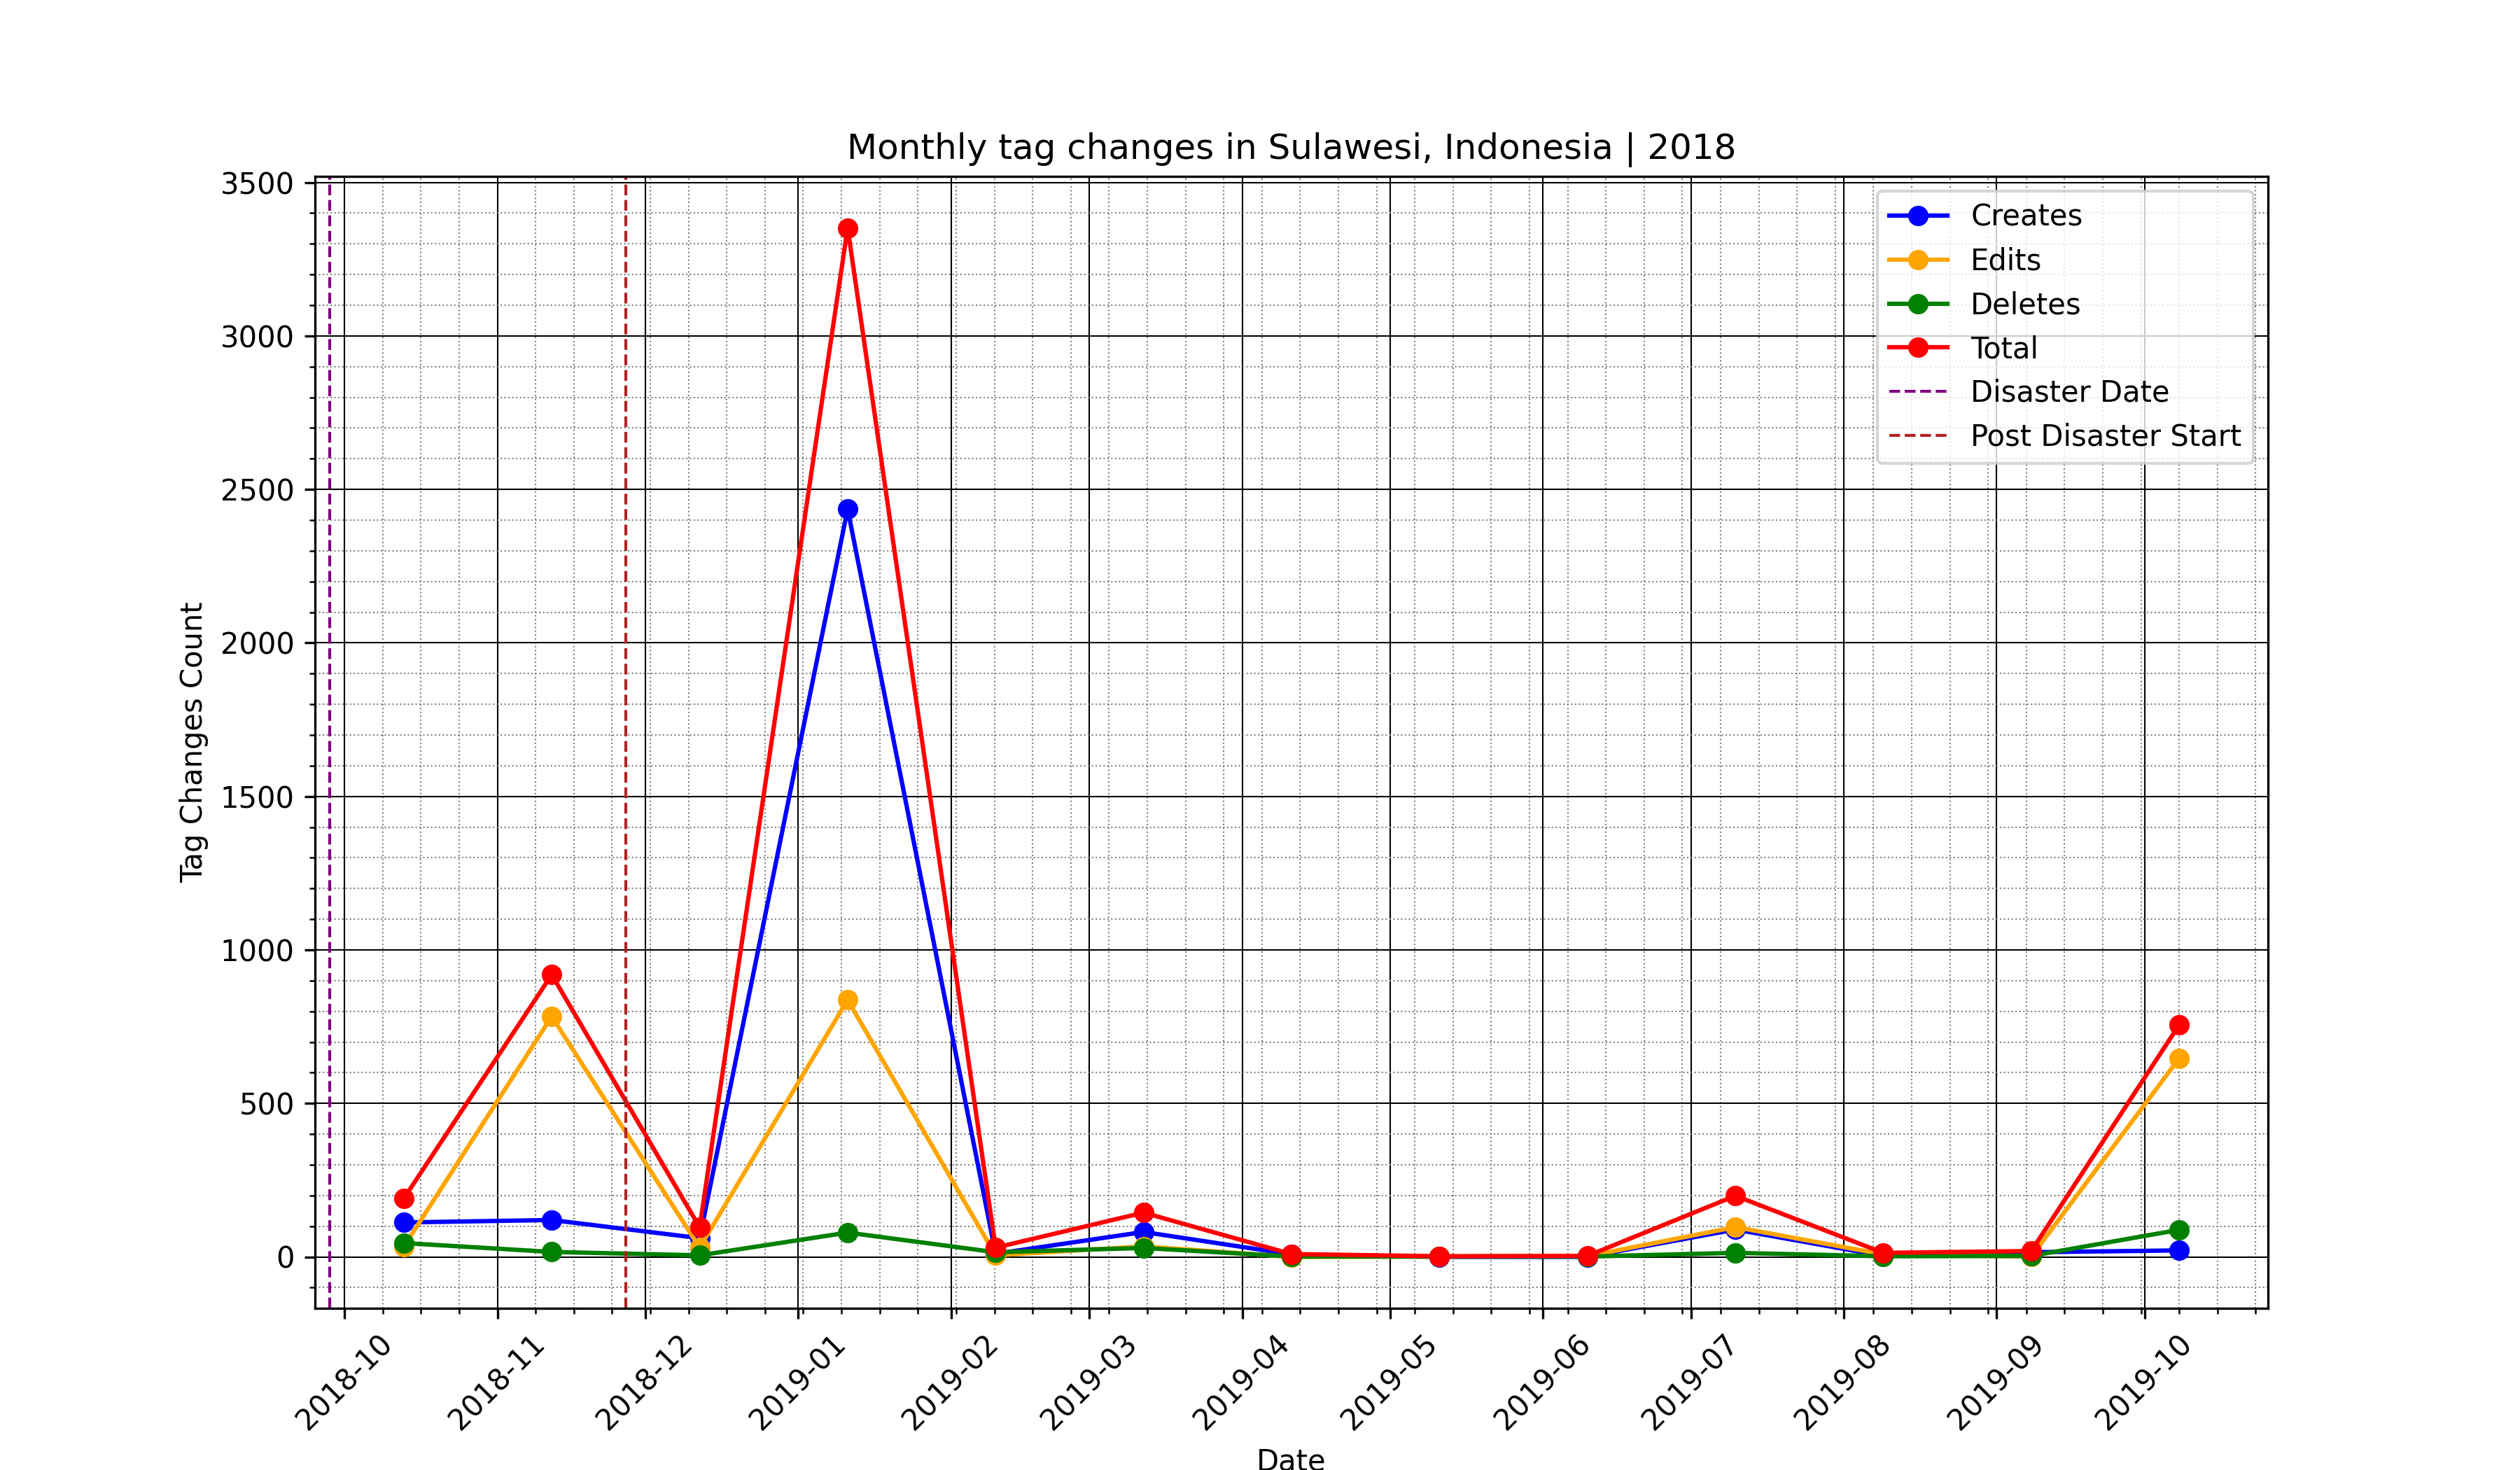 Monthly tag changes in Sulawesi, Indonesia | 2018
3500
3000
2500
2000
1500
1000
500
0
Tag Changes Count
Creates
Edits
Deletes
Total
Disaster Date
Post Disaster Start
2018-10
2018-11
2018-12
2019-01
2019-02
2019-03
2019-04
2019-05
2019-06
2019-07
2019-08
2019-09
2019-10
Date